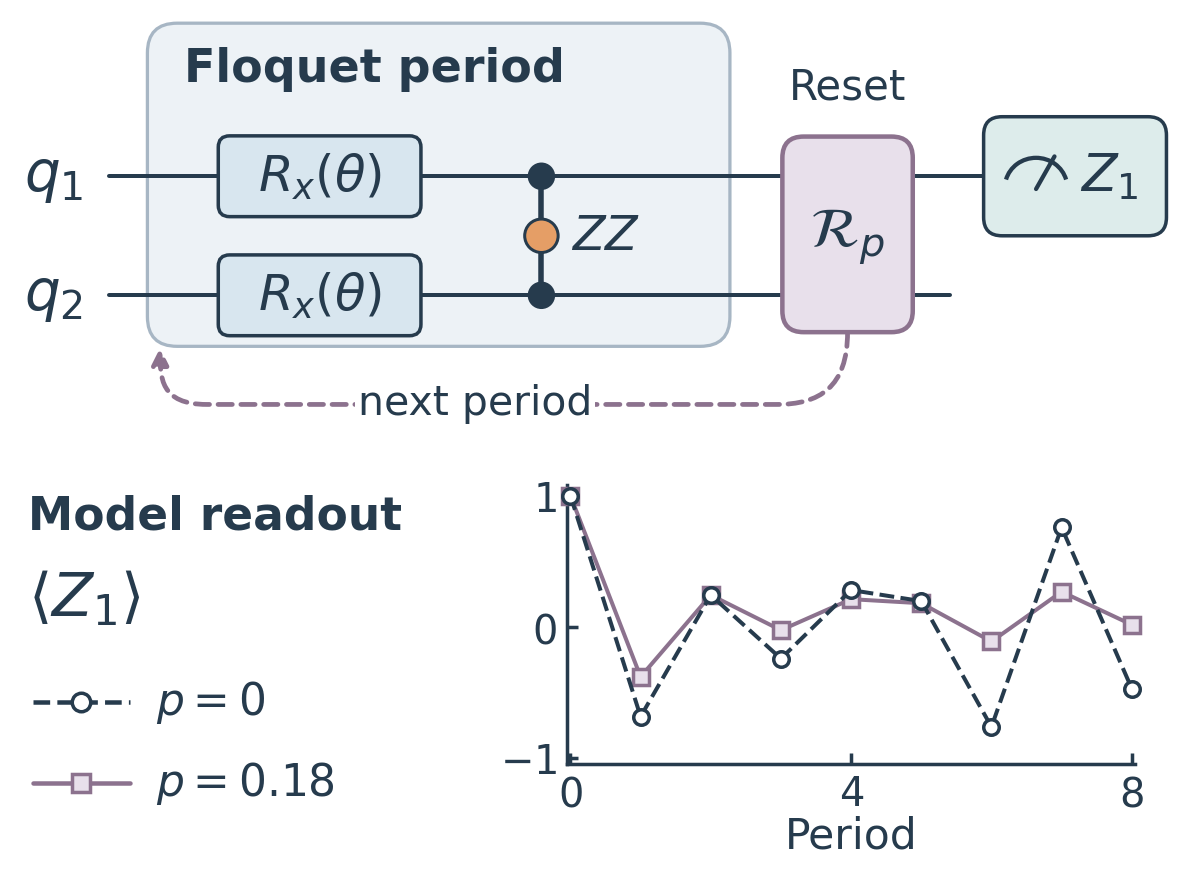 Floquet period
Reset
q₁
Rₓ(θ)
Z₁
ZZ
ℛₚ
q₂
Rₓ(θ)
next period
Model readout
⟨Z₁⟩
p = 0
p = 0.18
1
0
−1
0 4 8
Period